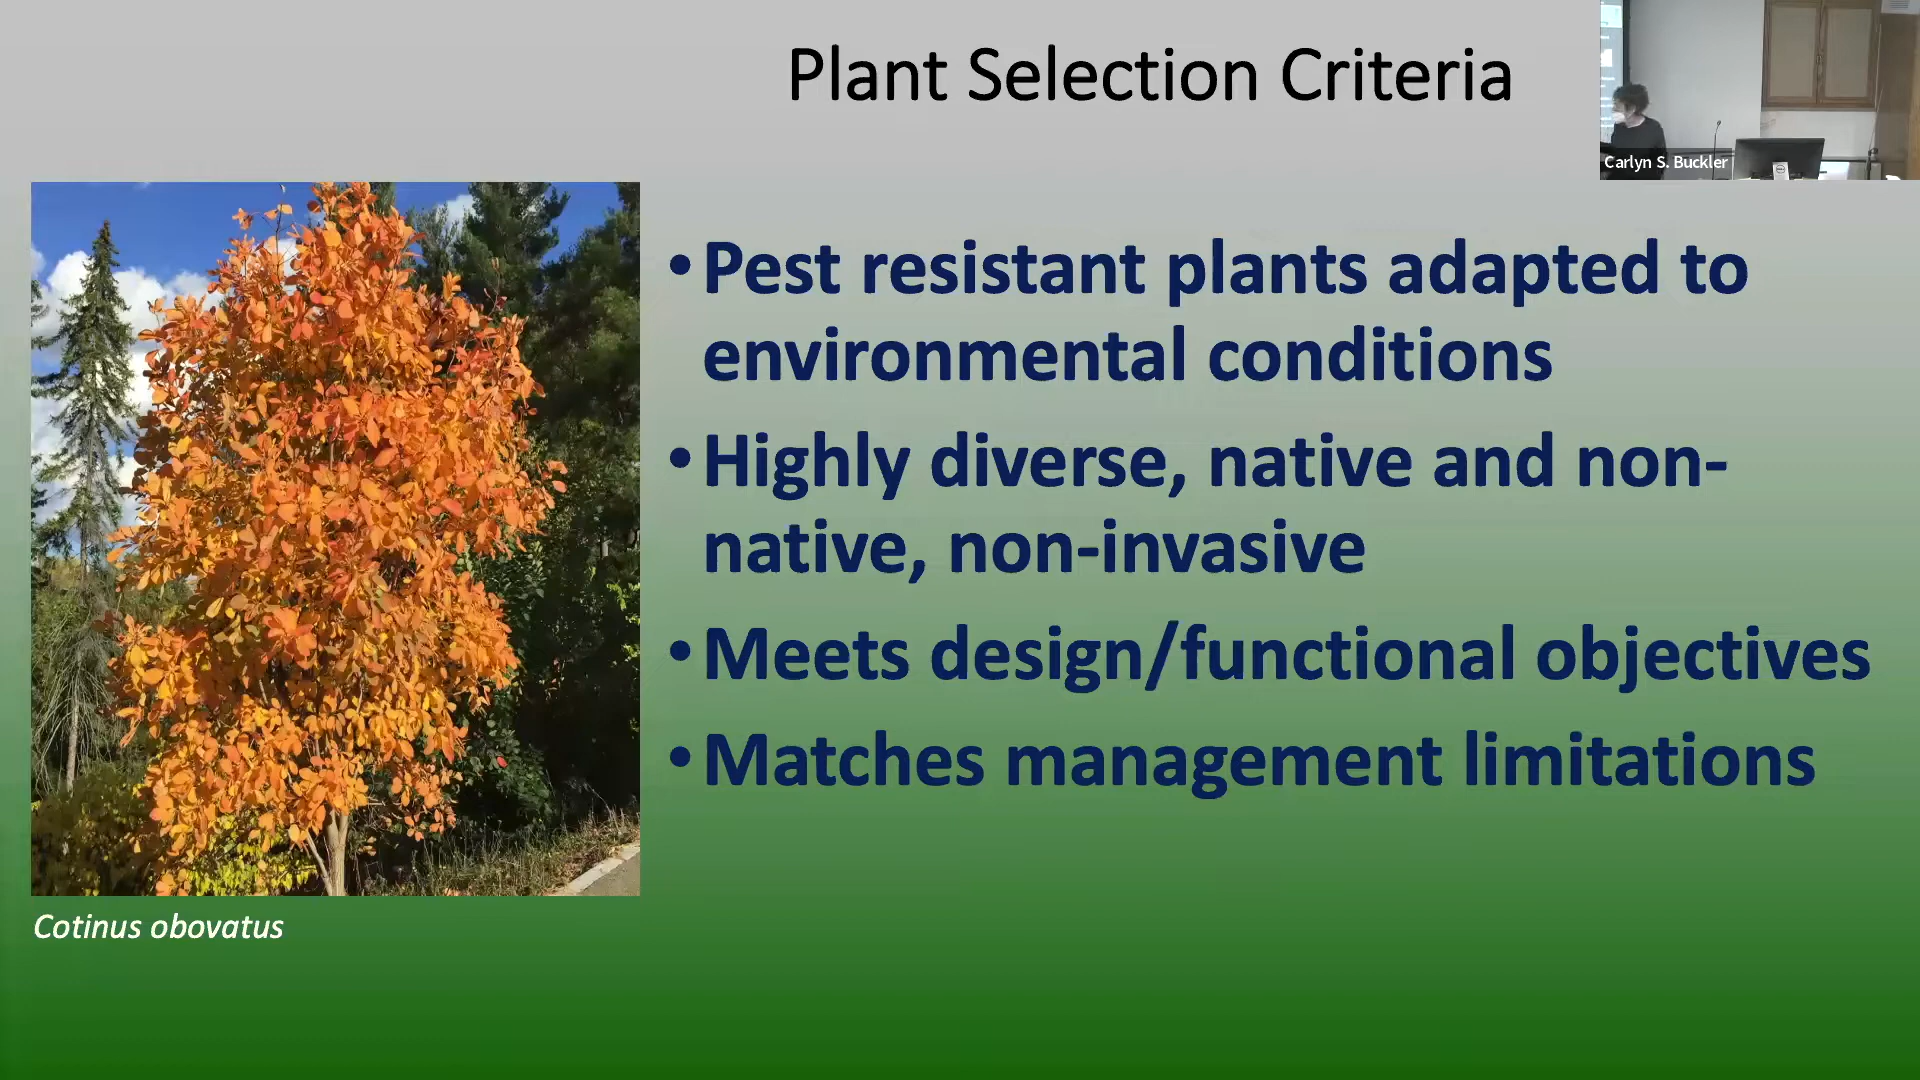 Plant Selection Criteria
Carlyn S. Buckler
• Pest resistant plants adapted to
environmental conditions
• Highly diverse, native and non-
native, non-invasive
• Meets design/functional objectives
• Matches management limitations
Cotinus obovatus